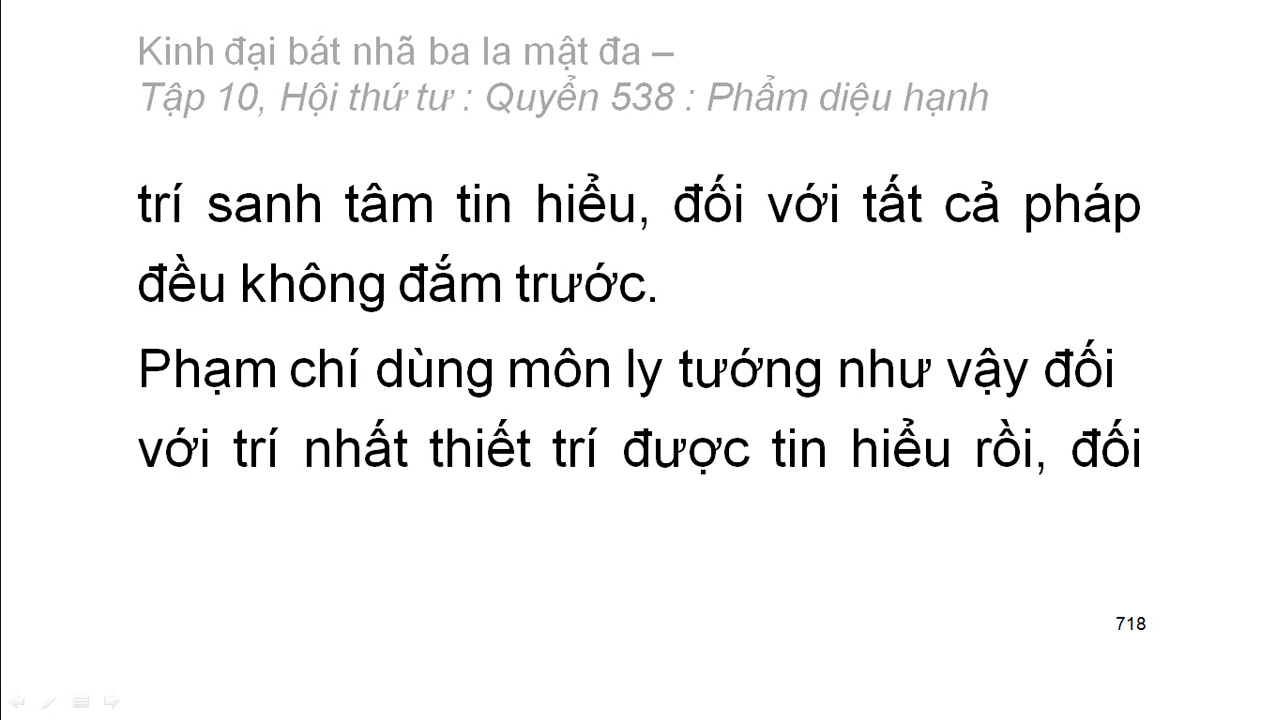 Kinh đại bát nhã ba la mật đa –
Tập 10, Hội thứ tư : Quyển 538 : Phẩm diệu hạnh
trí sanh tâm tin hiểu, đối với tất cả pháp
đều không đắm trước.
Phạm chí dùng môn ly tướng như vậy đối
với trí nhất thiết trí được tin hiểu rồi, đối
718